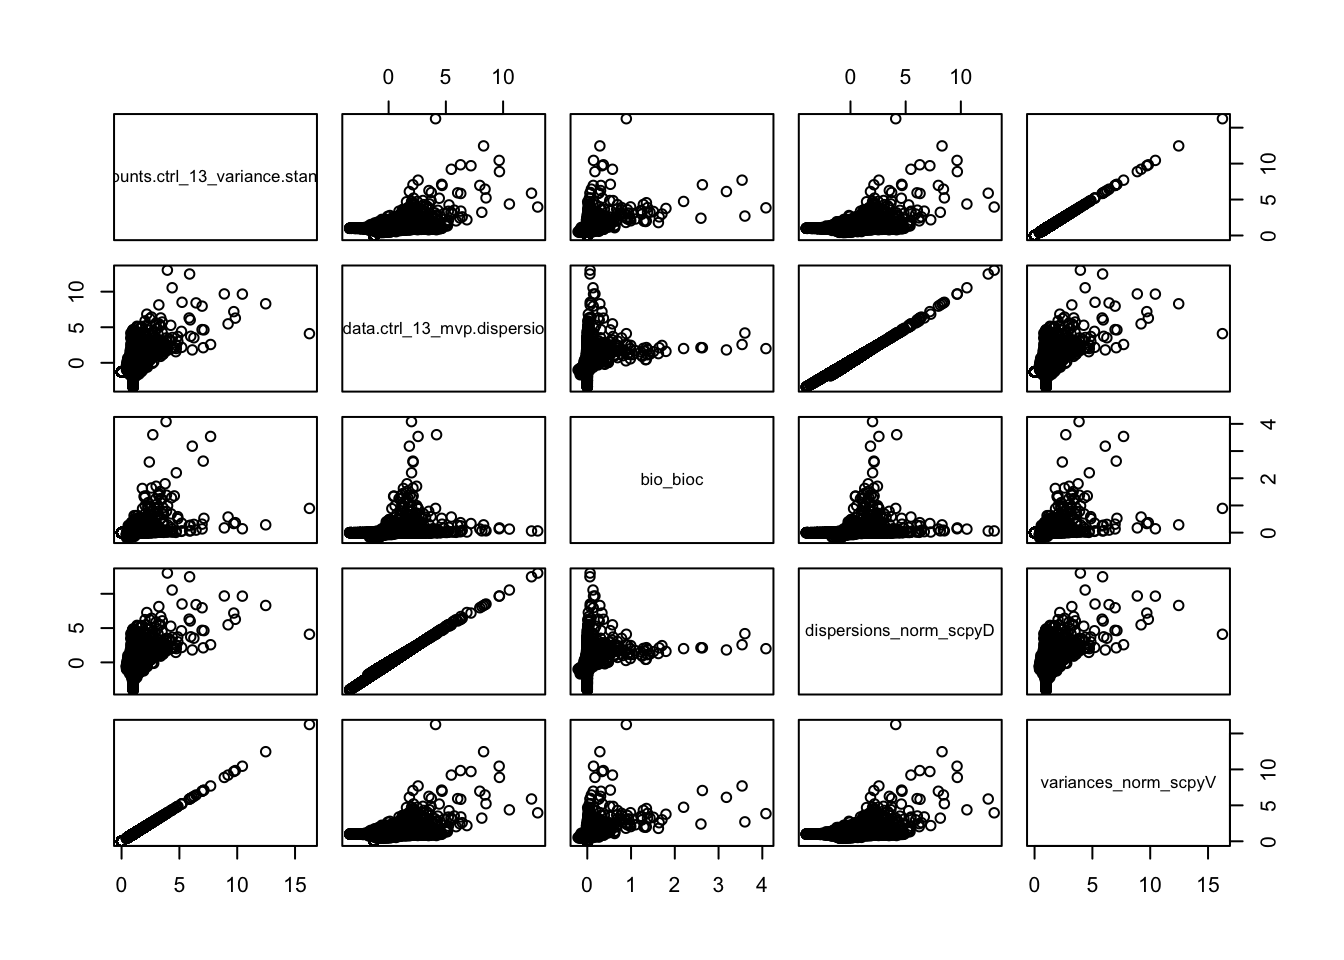 0 5 10 0 5 10
ounts.ctrl_13_variance.stan
0 5 10
0 5 10
data.ctrl_13_mvp.dispersio
bio_bioc
0 2 4
0 5
dispersions_norm_scpyD
variances_norm_scpyV
0 5 10
0 5 10 15 0 1 2 3 4 0 5 10 15